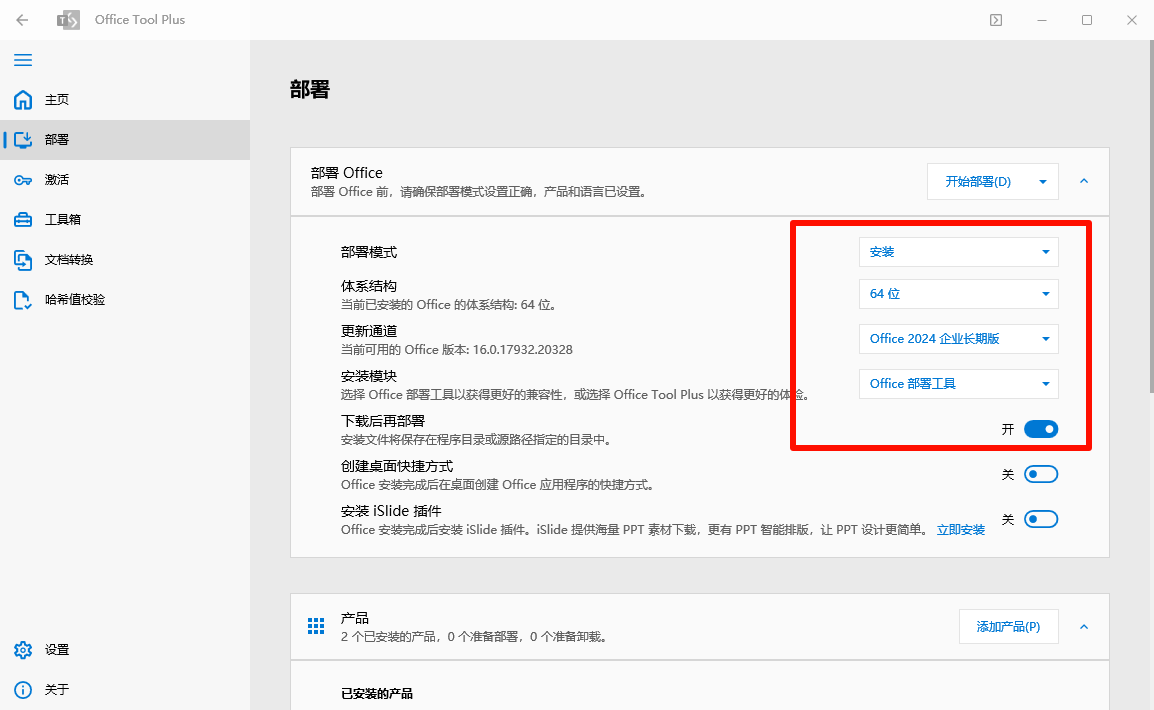 Office Tool Plus
主页
部署
激活
工具箱
文档转换
哈希值校验
设置
关于
部署
部署 Office
部署 Office 前，请确保部署模式设置正确，产品和语言已设置。
开始部署(D)
部署模式
安装
体系结构
当前已安装的 Office 的体系结构: 64 位。
64 位
更新通道
当前可用的 Office 版本: 16.0.17932.20328
Office 2024 企业长期版
安装模块
选择 Office 部署工具以获得更好的兼容性，或选择 Office Tool Plus 以获得更好的体验。
Office 部署工具
下载后再部署
安装文件将保存在程序目录或源路径指定的目录中。
开
创建桌面快捷方式
Office 安装完成后在桌面创建 Office 应用程序的快捷方式。
关
安装 iSlide 插件
Office 安装完成后安装 iSlide 插件。iSlide 提供海量 PPT 素材下载，更有 PPT 智能排版，让 PPT 设计更简单。 立即安装
关
产品
2 个已安装的产品，0 个准备部署，0 个准备卸载。
添加产品(P)
已安装的产品